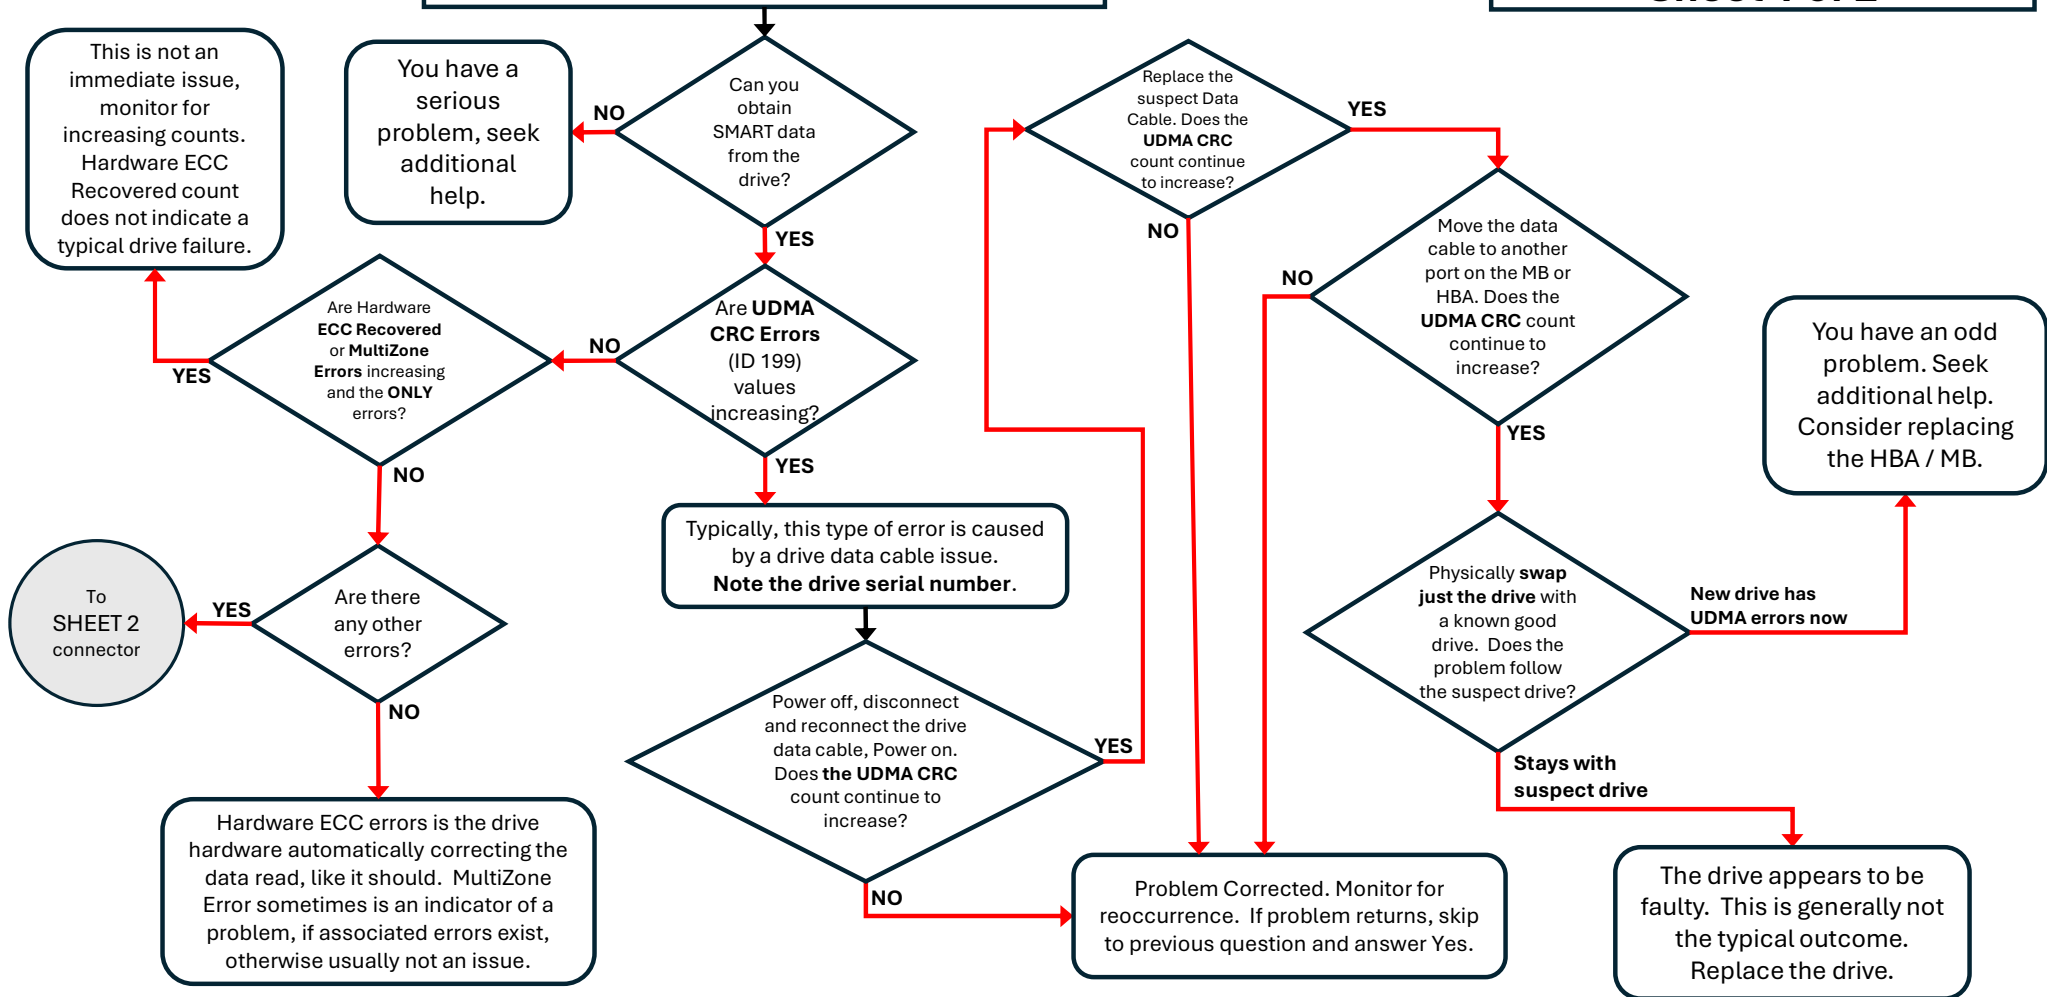 This is not an
immediate issue,
monitor for
increasing counts.
Hardware ECC
Recovered count
does not indicate a
typical drive failure.
You have a
serious
problem, seek
additional
help.
NO
Can you
obtain
SMART data
from the
drive?
YES
Replace the
suspect Data
Cable. Does the
UDMA CRC
count continue
to increase?
YES
NO
Move the data
cable to another
port on the MB or
HBA. Does the
UDMA CRC count
continue to
increase?
NO
YES
You have an odd
problem. Seek
additional help.
Consider replacing
the HBA / MB.
Are Hardware
ECC Recovered
or MultiZone
Errors increasing
and the ONLY
errors?
YES
NO
NO
Are UDMA
CRC Errors
(ID 199)
values
increasing?
YES
Typically, this type of error is caused
by a drive data cable issue.
Note the drive serial number.
To
SHEET 2
connector
YES
Are there
any other
errors?
NO
Physically swap
just the drive with
a known good
drive.  Does the
problem follow
the suspect drive?
New drive has
UDMA errors now
Stays with
suspect drive
Power off, disconnect
and reconnect the drive
data cable, Power on.
Does the UDMA CRC
count continue to
increase?
YES
NO
Hardware ECC errors is the drive
hardware automatically correcting the
data read, like it should.  MultiZone
Error sometimes is an indicator of a
problem, if associated errors exist,
otherwise usually not an issue.
Problem Corrected. Monitor for
reoccurrence.  If problem returns, skip
to previous question and answer Yes.
The drive appears to be
faulty.  This is generally not
the typical outcome.
Replace the drive.